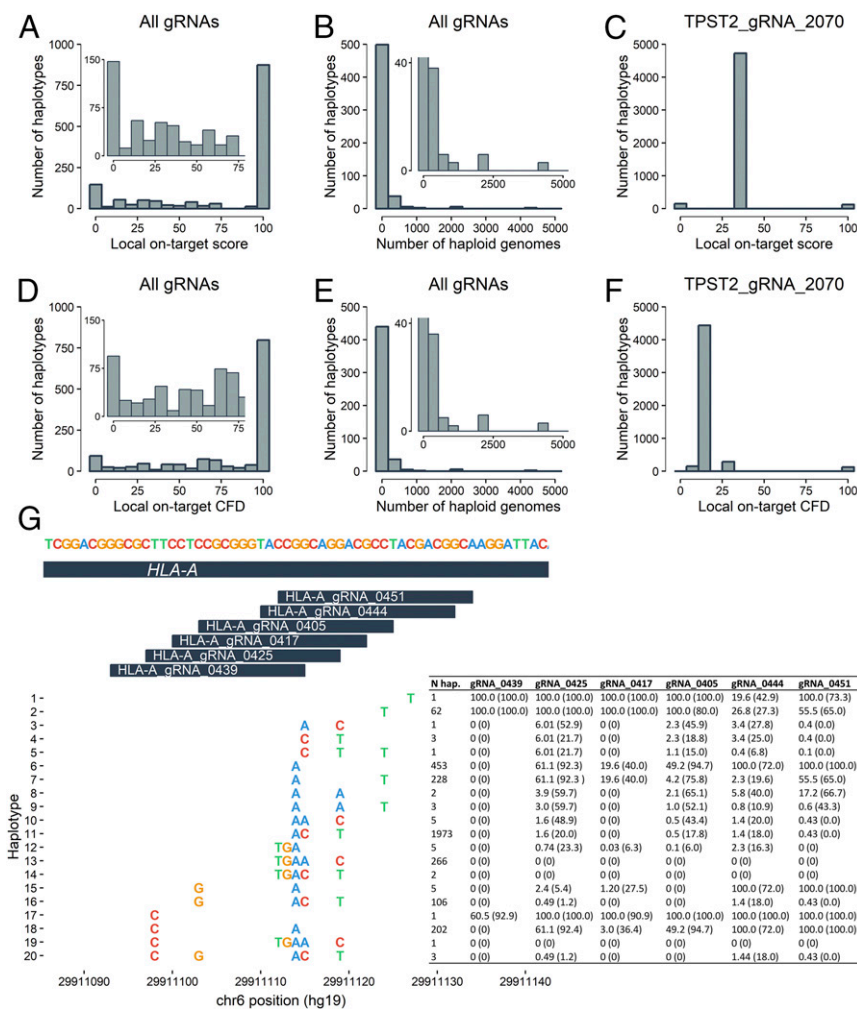 A
All gRNAs
Number of haplotypes
1000
750
500
250
0
150
75
0
0 25 50 75
0 25 50 75 100
Local on-target score
B
All gRNAs
Number of haplotypes
500
400
300
200
100
0
40
0
0 2500 5000
0 1000 2000 3000 4000 5000
Number of haploid genomes
C
TPST2_gRNA_2070
Number of haplotypes
5000
4000
3000
2000
1000
0
0 25 50 75 100
Local on-target score
D
All gRNAs
Number of haplotypes
1000
750
500
250
0
150
75
0
0 25 50 75
0 25 50 75 100
Local on-target CFD
E
All gRNAs
Number of haplotypes
500
400
300
200
100
0
40
0
0 2500 5000
0 1000 2000 3000 4000 5000
Number of haploid genomes
F
TPST2_gRNA_2070
Number of haplotypes
5000
4000
3000
2000
1000
0
0 25 50 75 100
Local on-target CFD
G
TCGGACGGGCGCTTCCTCCGCGGGTACCGGCAGGACGCCTACGACGGCAAGGATTAC
HLA-A
HLA-A_gRNA_0451
HLA-A_gRNA_0444
HLA-A_gRNA_0405
HLA-A_gRNA_0417
HLA-A_gRNA_0425
HLA-A_gRNA_0439
Haplotype
1 T
2 T
3 A C
4 C T
5 C T T
6 A
7 A T
8 A A
9 A A T
10 AA C
11 AC T
12 TGA
13 TGAA C
14 TGAC T
15 G A
16 G AC T
17 C
18 C A
19 C TGAA C
20 C G AC T
29911090 29911100 29911110 29911120 29911130 29911140
chr6 position (hg19)
N hap. gRNA_0439 gRNA_0425 gRNA_0417 gRNA_0405 gRNA_0444 gRNA_0451
1 100.0 (100.0) 100.0 (100.0) 100.0 (100.0) 100.0 (100.0) 19.6 (42.9) 100.0 (73.3)
62 100.0 (100.0) 100.0 (100.0) 100.0 (100.0) 100.0 (80.0) 26.8 (27.3) 55.5 (65.0)
1 0 (0) 6.01 (52.9) 0 (0) 2.3 (45.9) 3.4 (27.8) 0.4 (0.0)
3 0 (0) 6.01 (21.7) 0 (0) 2.3 (18.8) 3.4 (25.0) 0.4 (0.0)
1 0 (0) 6.01 (21.7) 0 (0) 1.1 (15.0) 0.4 (6.8) 0.1 (0.0)
453 0 (0) 61.1 (92.3) 19.6 (40.0) 49.2 (94.7) 100.0 (72.0) 100.0 (100.0)
228 0 (0) 61.1 (92.3 ) 19.6 (40.0) 4.2 (75.8) 2.3 (19.6) 55.5 (65.0)
2 0 (0) 3.9 (59.7) 0 (0) 2.1 (65.1) 5.8 (40.0) 17.2 (66.7)
3 0 (0) 3.0 (59.7) 0 (0) 1.0 (52.1) 0.8 (10.9) 0.6 (43.3)
5 0 (0) 1.6 (48.9) 0 (0) 0.5 (43.4) 1.4 (20.0) 0.43 (0.0)
1973 0 (0) 1.6 (20.0) 0 (0) 0.5 (17.8) 1.4 (18.0) 0.43 (0.0)
5 0 (0) 0.74 (23.3) 0.03 (6.3) 0.1 (6.0) 2.3 (16.3) 0 (0)
266 0 (0) 0 (0) 0 (0) 0 (0) 0 (0) 0 (0)
2 0 (0) 0 (0) 0 (0) 0 (0) 0 (0) 0 (0)
5 0 (0) 2.4 (5.4) 1.20 (27.5) 0 (0) 100.0 (72.0) 100.0 (100.0)
106 0 (0) 0.49 (1.2) 0 (0) 0 (0) 1.4 (18.0) 0.43 (0.0)
1 60.5 (92.9) 100.0 (100.0) 100.0 (90.9) 100.0 (100.0) 100.0 (100.0) 100.0 (100.0)
202 0 (0) 61.1 (92.4) 3.0 (36.4) 49.2 (94.7) 100.0 (72.0) 100.0 (100.0)
1 0 (0) 0 (0) 0 (0) 0 (0) 0 (0) 0 (0)
3 0 (0) 0.49 (1.2) 0 (0) 0 (0) 1.44 (18.0) 0.43 (0.0)